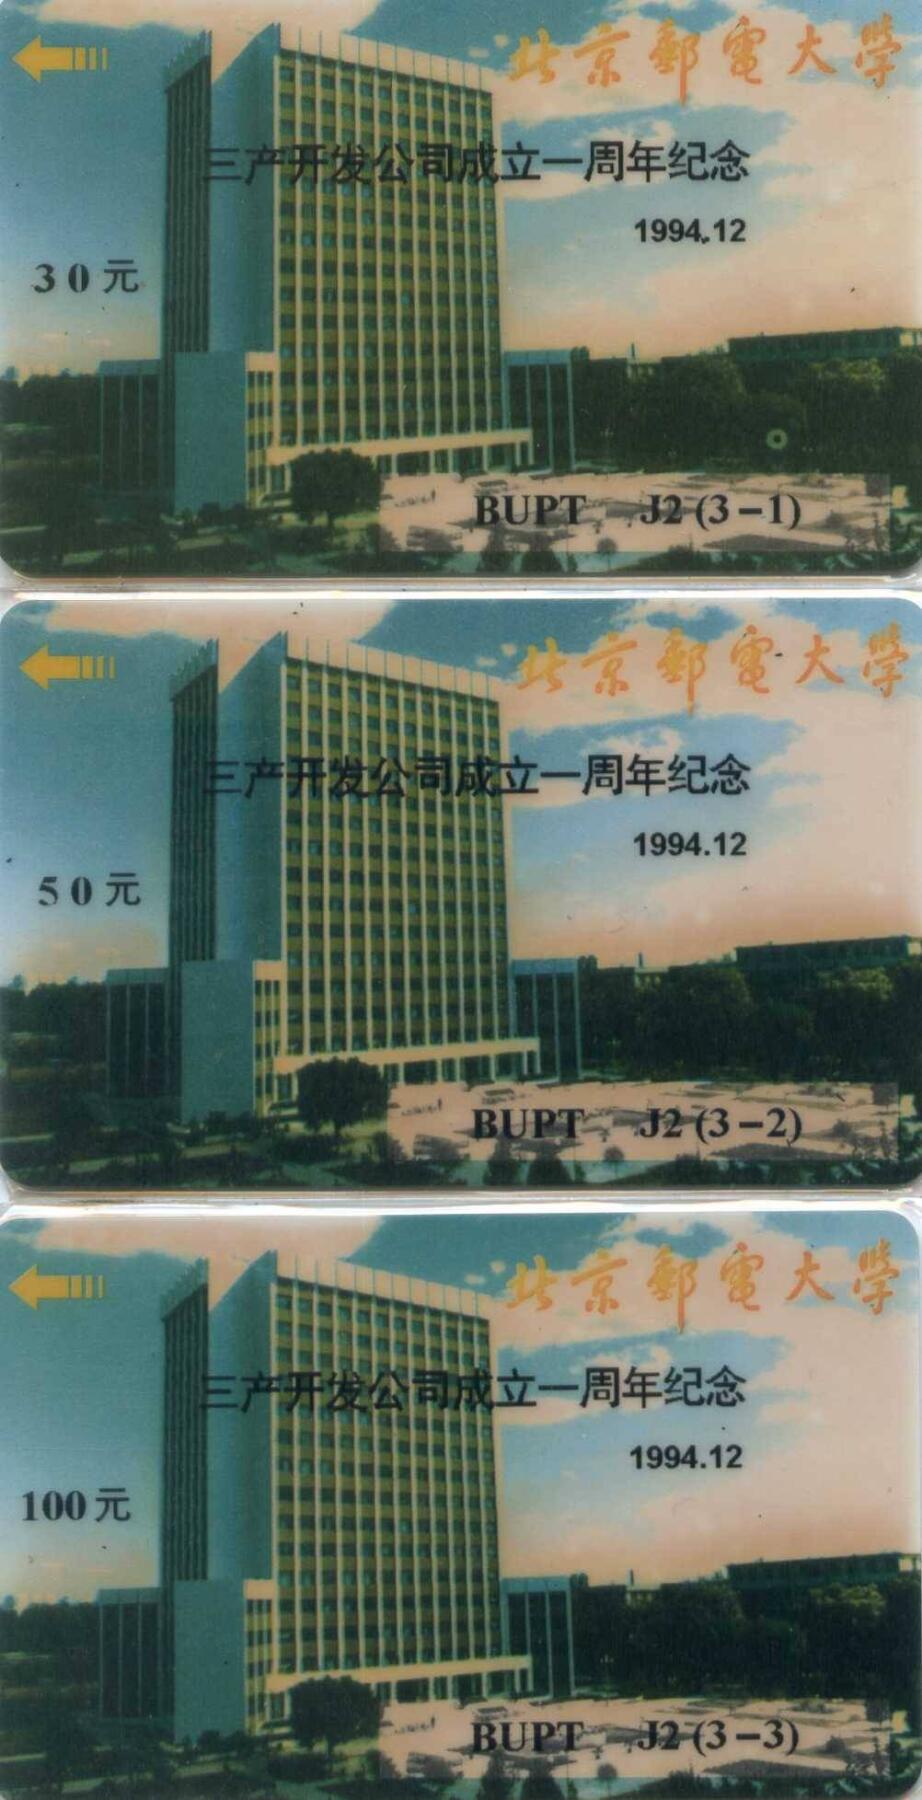 北京郵電大學
三产开发公司成立一周年纪念
1994.12
30元
BUPT J2(3-1)
北京郵電大學
三产开发公司成立一周年纪念
1994.12
50元
BUPT J2(3-2)
北京郵電大學
三产开发公司成立一周年纪念
1994.12
100元
BUPT J2(3-3)